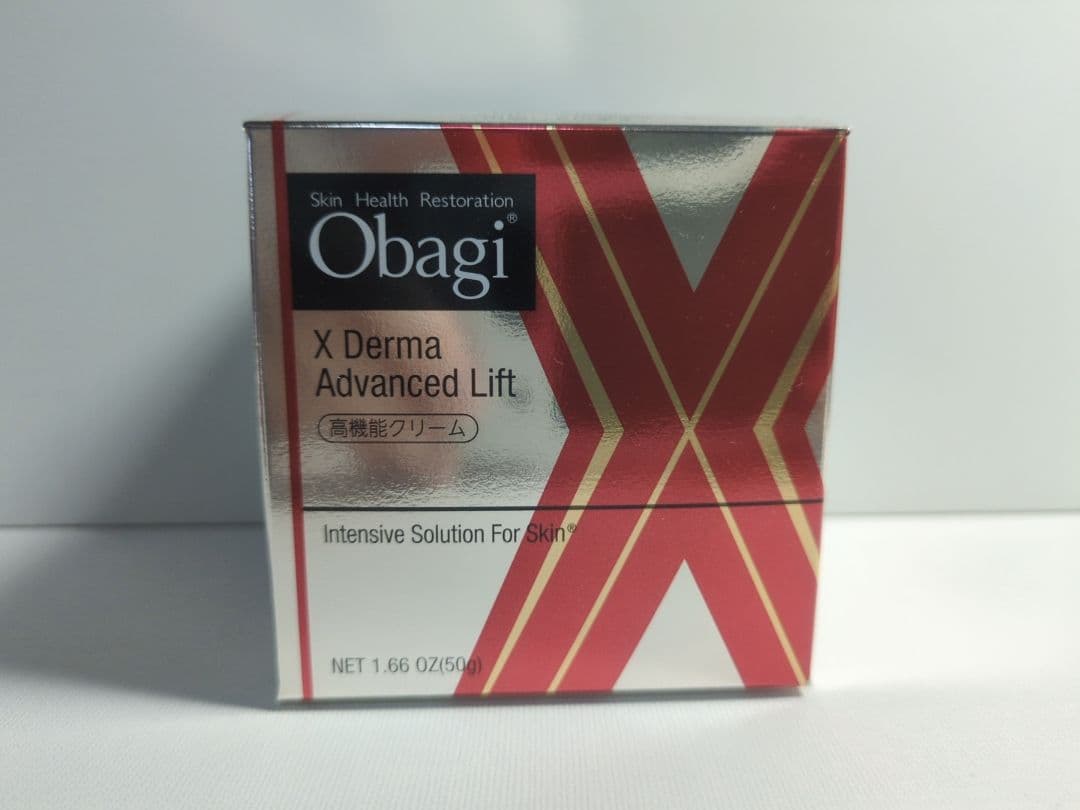 Skin Health Restoration
Obagi®
X Derma
Advanced Lift
高機能クリーム
Intensive Solution For Skin®
NET 1.66 OZ(50g)